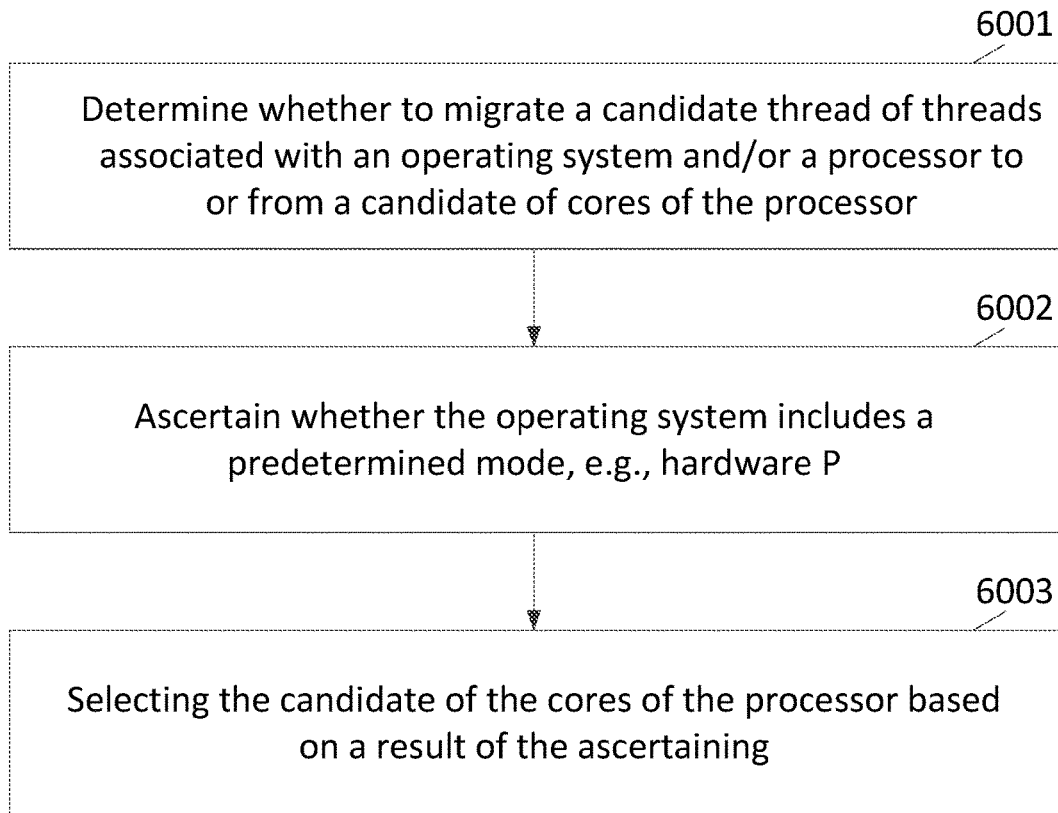 6001
Determine whether to migrate a candidate thread of threads
associated with an operating system and/or a processor to
or from a candidate of cores of the processor
6002
Ascertain whether the operating system includes a
predetermined mode, e.g., hardware P
6003
Selecting the candidate of the cores of the processor based
on a result of the ascertaining